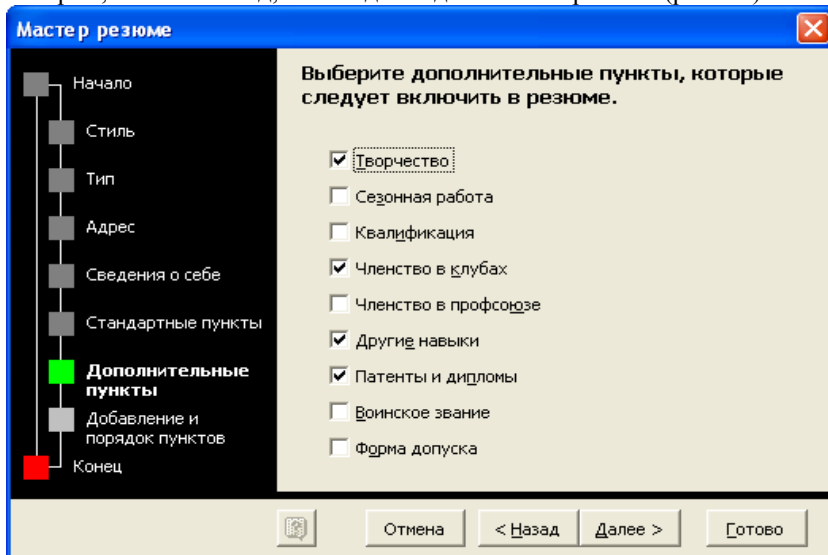 Мастер резюме
Начало
Стиль
Тип
Адрес
Сведения о себе
Стандартные пункты
Дополнительные
пункты
Добавление и
порядок пунктов
Конец
Выберите дополнительные пункты, которые
следует включить в резюме.
Творчество
Сезонная работа
Квалификация
Членство в клубах
Членство в профсоюзе
Другие навыки
Патенты и дипломы
Воинское звание
Форма допуска
Отмена
< Назад
Далее >
Готово